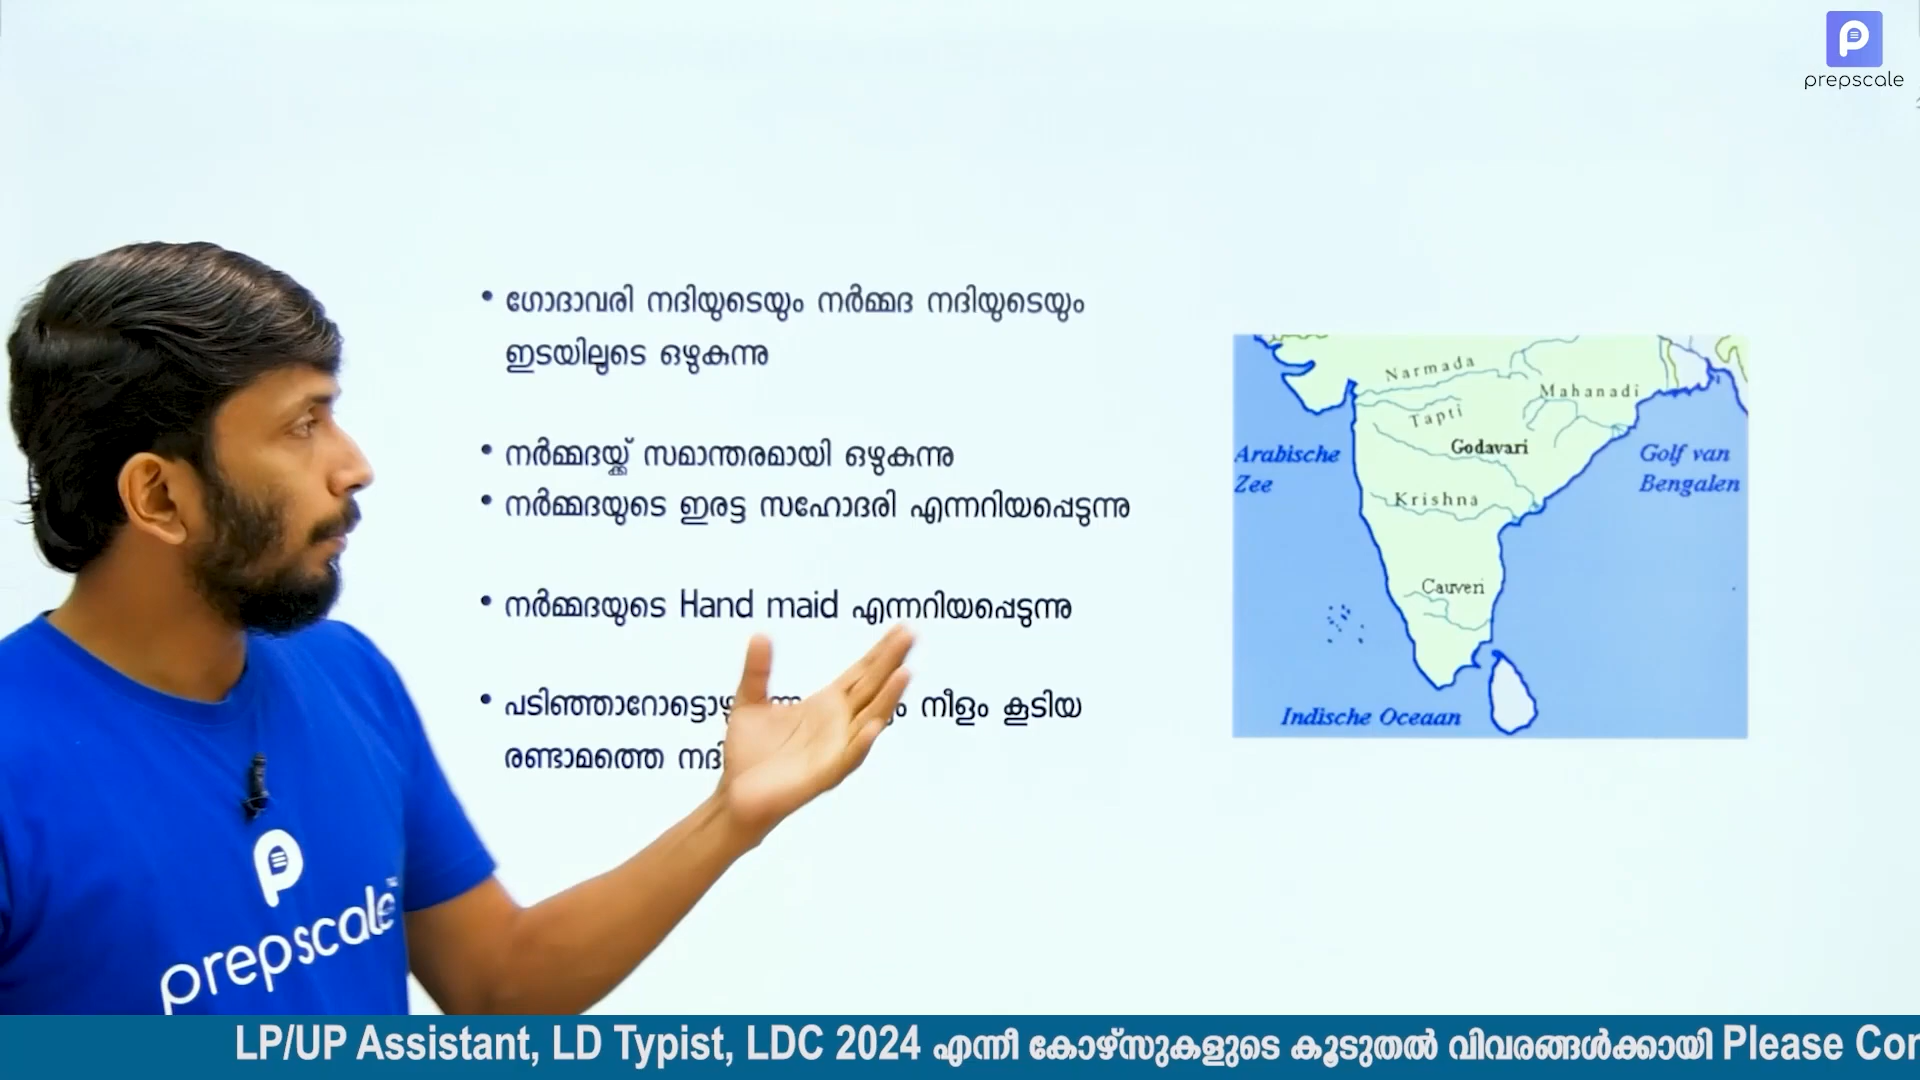 prepscale
• ഗോദാവരി നദിയുടെയും നർമ്മദ നദിയുടെയും
ഇടയിലൂടെ ഒഴുകുന്നു
• നർമ്മദയ്ക്ക് സമാന്തരമായി ഒഴുകുന്നു
• നർമ്മദയുടെ ഇരട്ട സഹോദരി എന്നറിയപ്പെടുന്നു
• നർമ്മദയുടെ Hand maid എന്നറിയപ്പെടുന്നു
• നീളം കൂടിയ
രണ്ടാമത്തെ
Narmada
Mahanadi
Tapti
Godavari
Arabische
Zee
Golf van
Bengalen
Krishna
Cauveri
Indische Oceaan
prepscale
LP/UP Assistant, LD Typist, LDC 2024 എന്നീ കോഴ്സുകളുടെ കൂടുതൽ വിവരങ്ങൾക്കായി Please